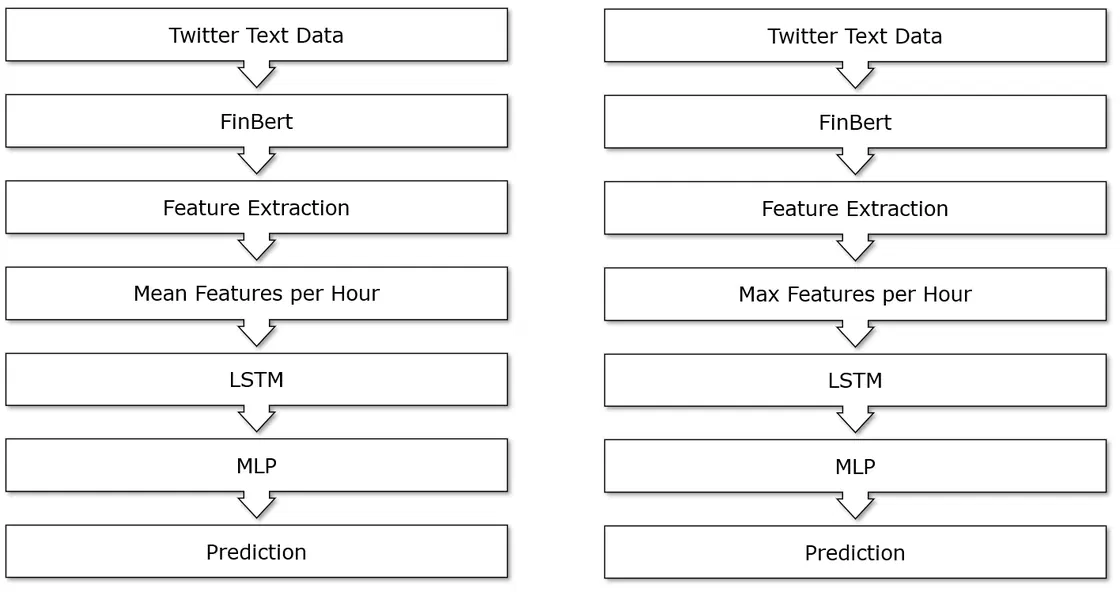 Twitter Text Data
FinBert
Feature Extraction
Mean Features per Hour
LSTM
MLP
Prediction
Twitter Text Data
FinBert
Feature Extraction
Max Features per Hour
LSTM
MLP
Prediction